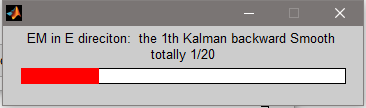 EM in E direciton: the 1th Kalman backward Smooth
totally 1/20